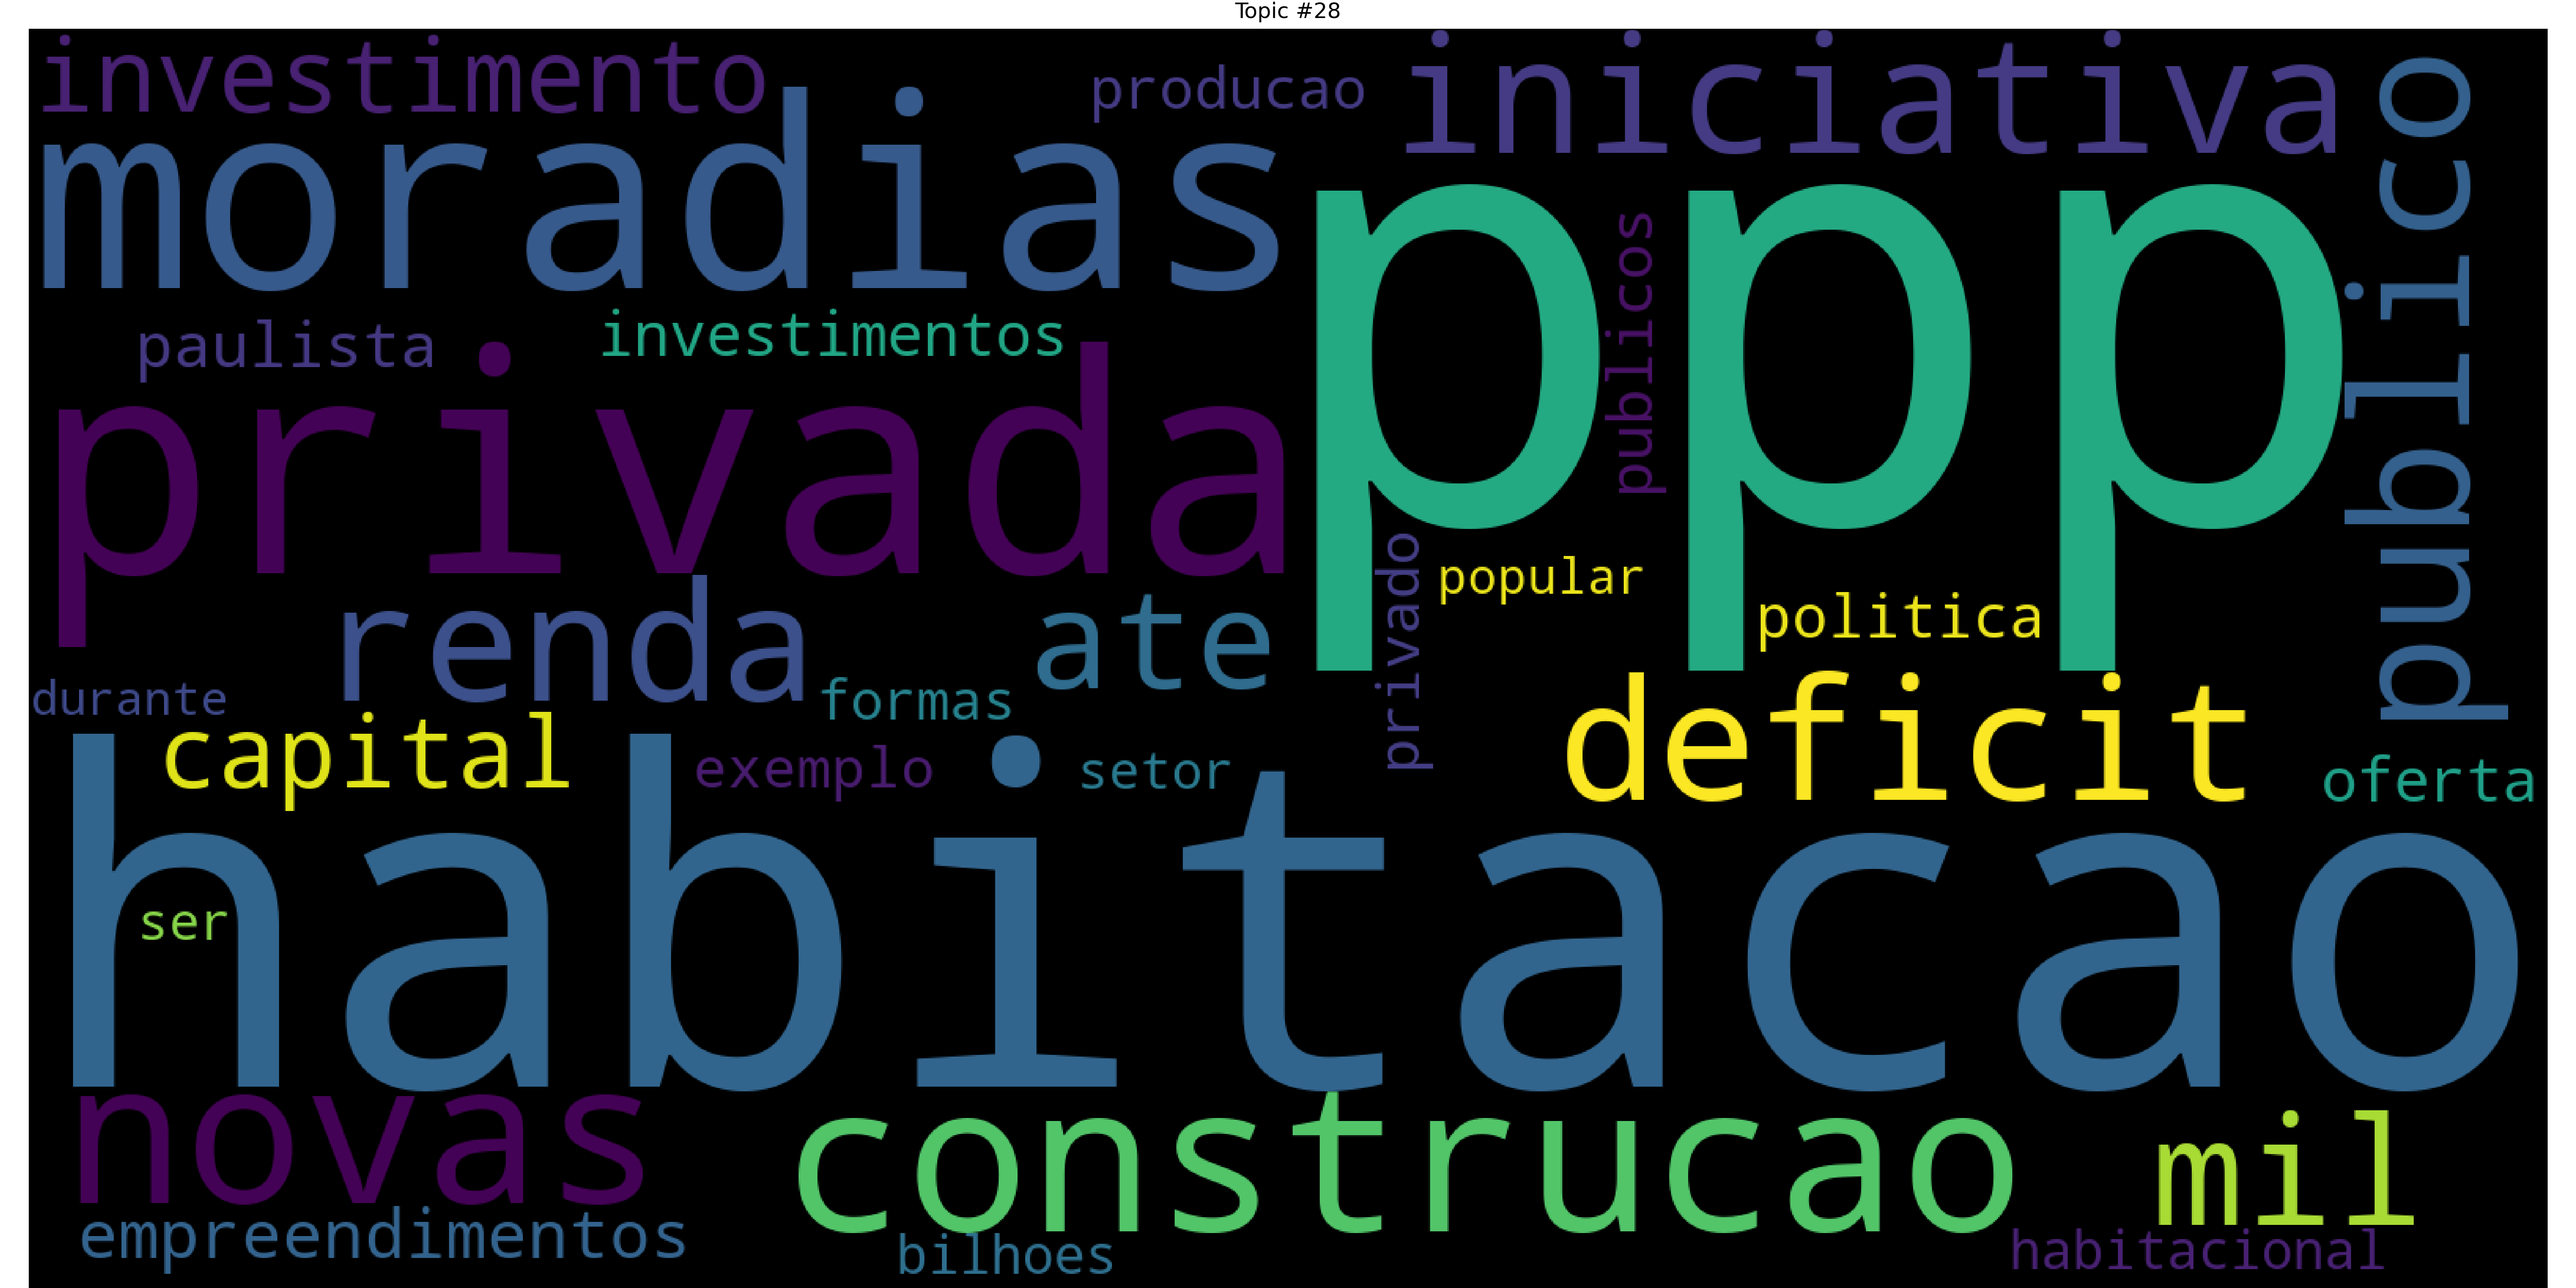 Topic #28
investimento
producao
iniciativa
publico
moradias
ppp
publicos
paulista
investimentos
privada
privado
popular
politica
renda
ate
durante
formas
deficit
capital
exemplo
setor
oferta
habitacao
ser
novas
construcao
mil
empreendimentos
bilhoes
habitacional